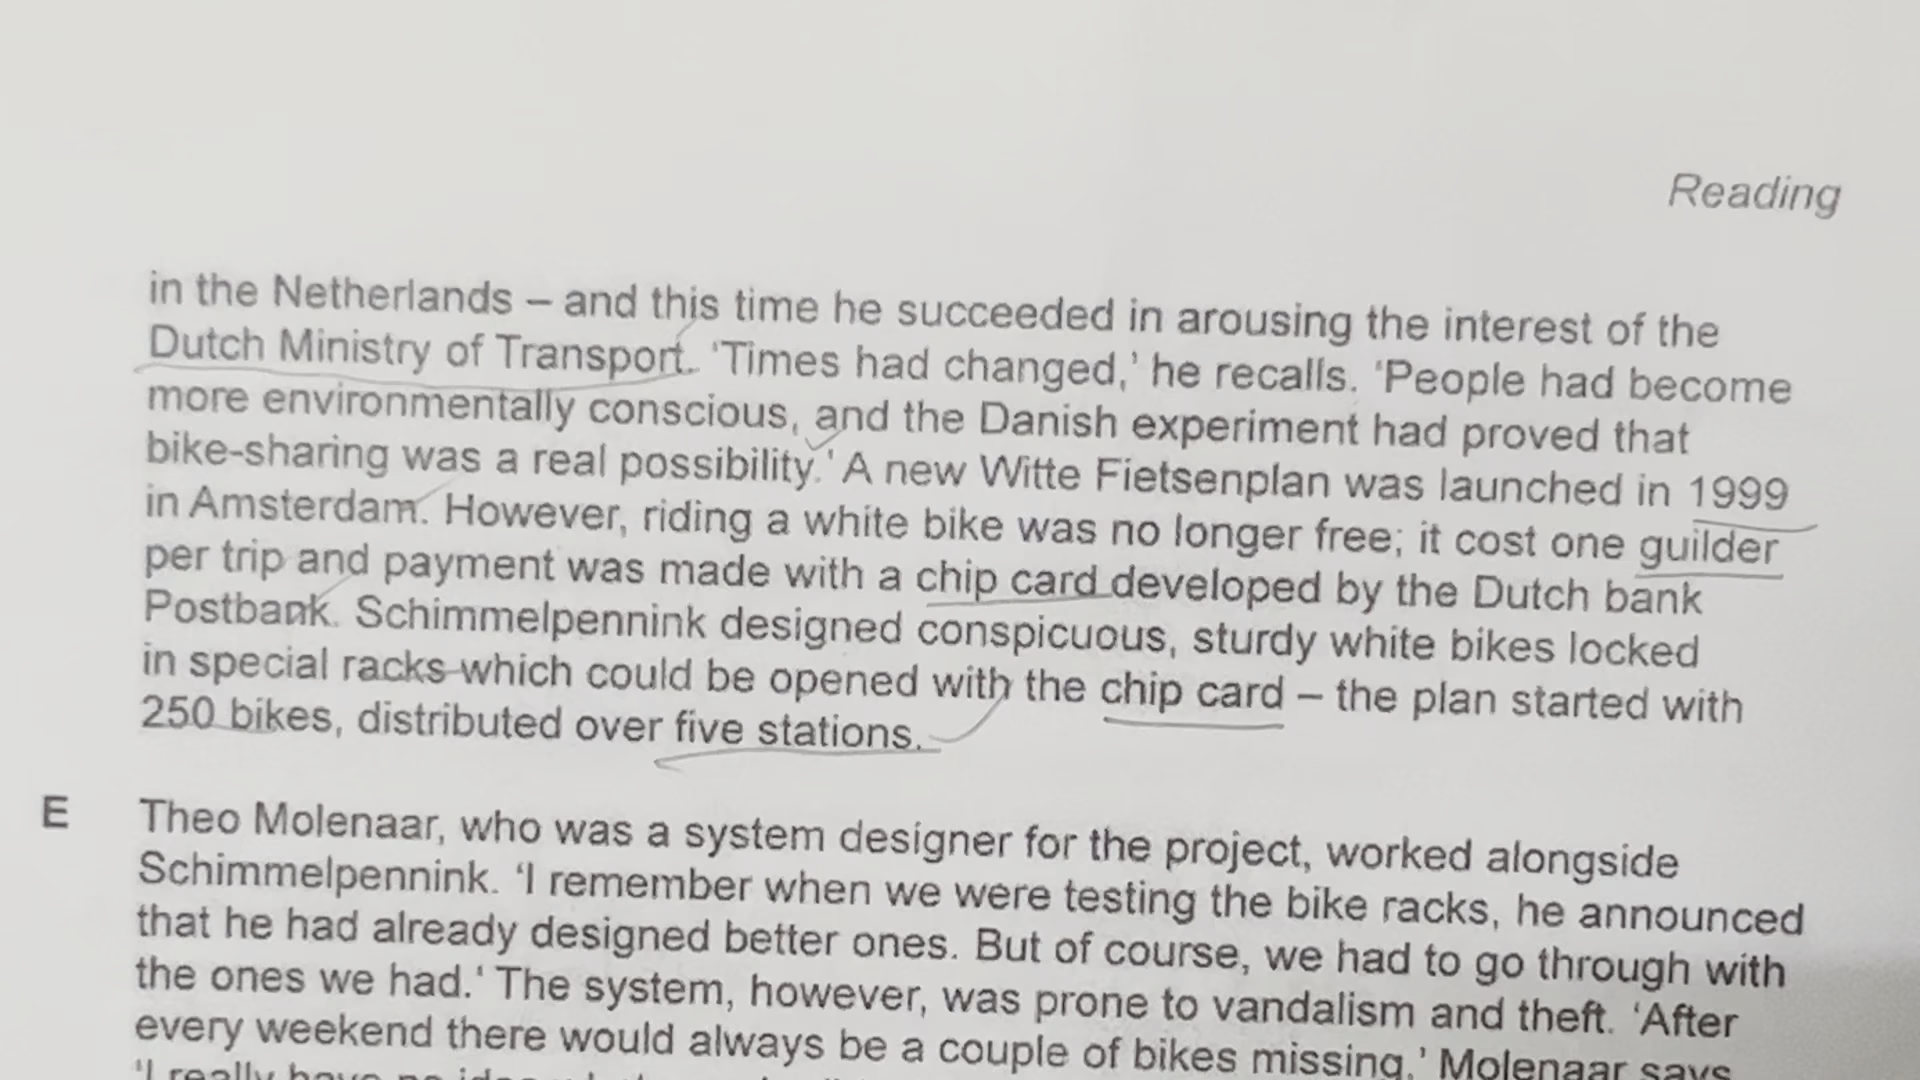 Reading
in the Netherlands – and this time he succeeded in arousing the interest of the
Dutch Ministry of Transport. 'Times had changed,' he recalls. 'People had become
more environmentally conscious, and the Danish experiment had proved that
bike-sharing was a real possibility.' A new Witte Fietsenplan was launched in 1999
in Amsterdam. However, riding a white bike was no longer free; it cost one guilder
per trip and payment was made with a chip card developed by the Dutch bank
Postbank. Schimmelpennink designed conspicuous, sturdy white bikes locked
in special racks which could be opened with the chip card – the plan started with
250 bikes, distributed over five stations.
E Theo Molenaar, who was a system designer for the project, worked alongside
Schimmelpennink. 'I remember when we were testing the bike racks, he announced
that he had already designed better ones. But of course, we had to go through with
the ones we had.' The system, however, was prone to vandalism and theft. 'After
every weekend there would always be a couple of bikes missing,' Molenaar says.
'I really have no idea